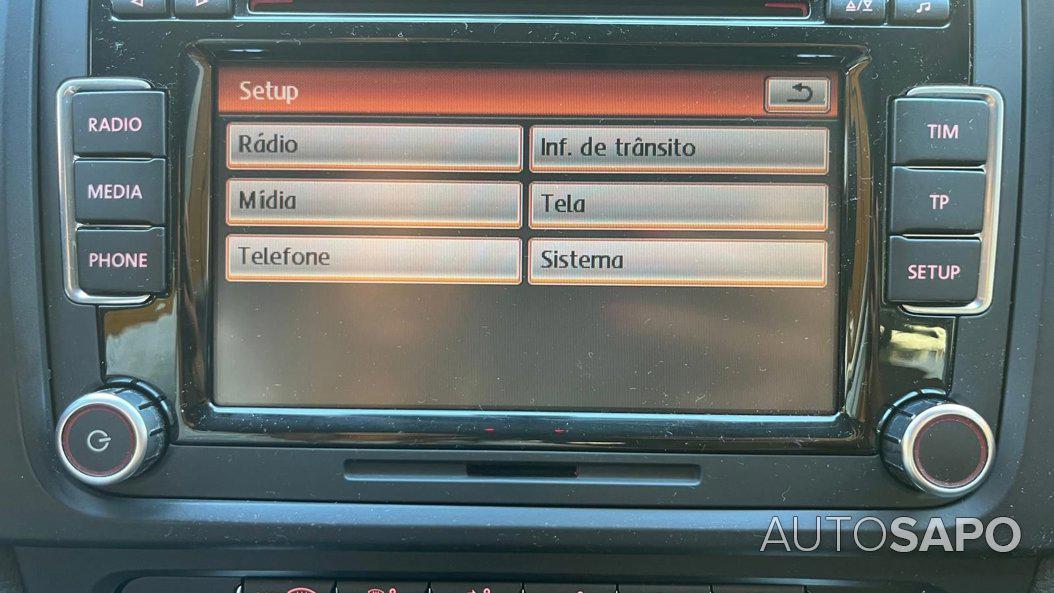 Setup
RADIO
MEDIA
PHONE
Rádio
Inf. de trânsito
Mídia
Tela
Telefone
Sistema
TIM
TP
SETUP
AUTOSAPO